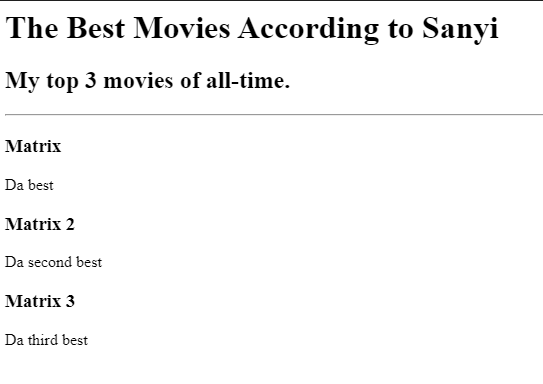 The Best Movies According to Sanyi
My top 3 movies of all-time.
Matrix
Da best
Matrix 2
Da second best
Matrix 3
Da third best